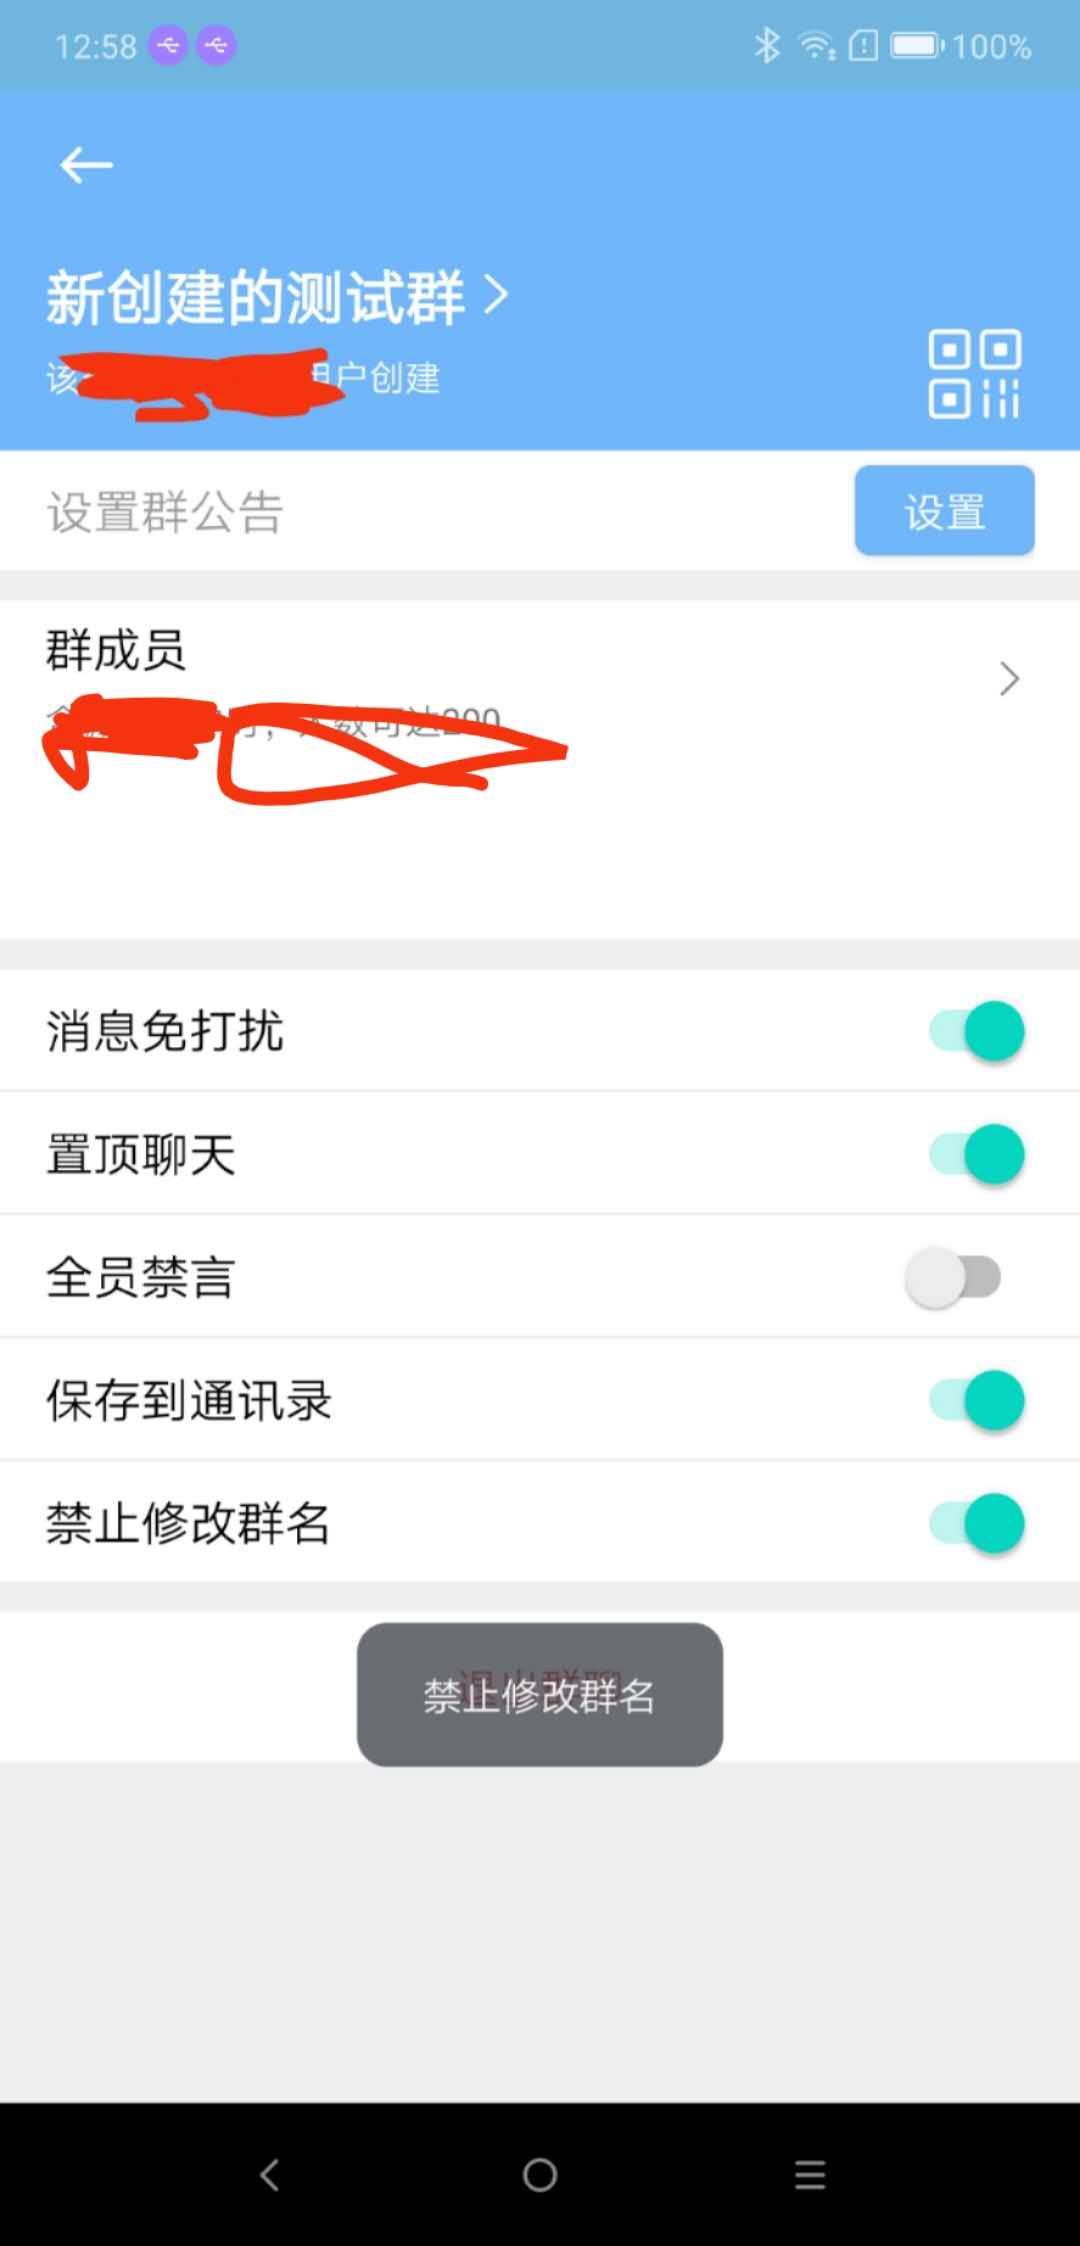 12:58 100%
新创建的测试群
该 户创建
设置群公告 设置
群成员
数可达200
消息免打扰
置顶聊天
全员禁言
保存到通讯录
禁止修改群名
退出群聊
禁止修改群名